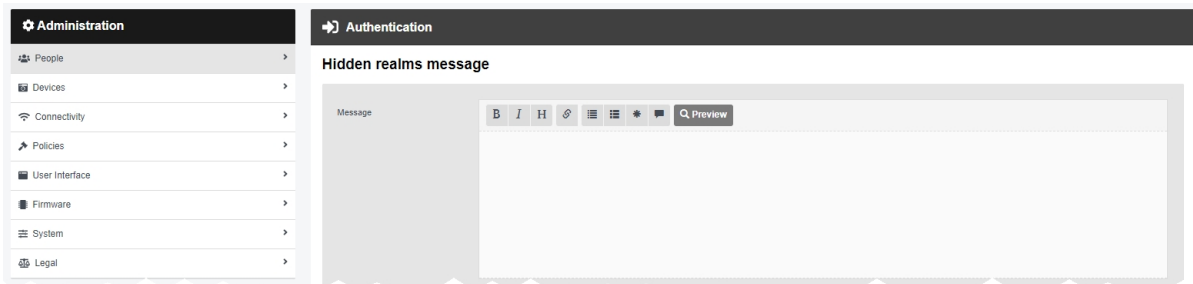 Administration
People
Devices
Connectivity
Policies
User Interface
Firmware
System
Legal
Authentication
Hidden realms message
Message
B I H Preview